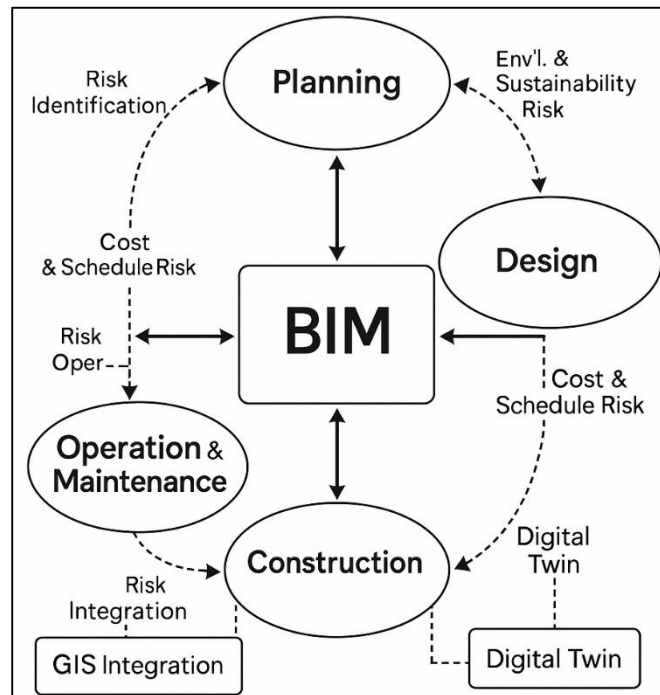 Risk
Identification
Planning
Env'l. &
Sustainability
Risk
Cost
& Schedule Risk
Design
BIM
Risk
Oper
Cost &
Schedule Risk
Operation &
Maintenance
Construction
Digital
Twin
Risk
Integration
GIS Integration
Digital Twin